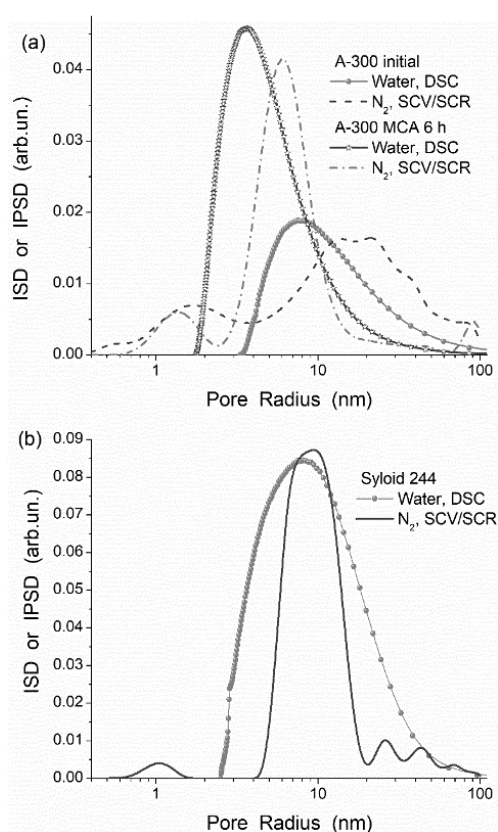 (a)
A-300 initial
Water, DSC
N₂, SCV/SCR
A-300 MCA 6 h
Water, DSC
N₂, SCV/SCR
ISD or IPSD (arb.un.)
0.04
0.03
0.02
0.01
0.00
1 10 100
Pore Radius (nm)
(b)
Syloid 244
Water, DSC
N₂, SCV/SCR
ISD or IPSD (arb.un.)
0.09
0.08
0.07
0.06
0.05
0.04
0.03
0.02
0.01
0.00
1 10 100
Pore Radius (nm)